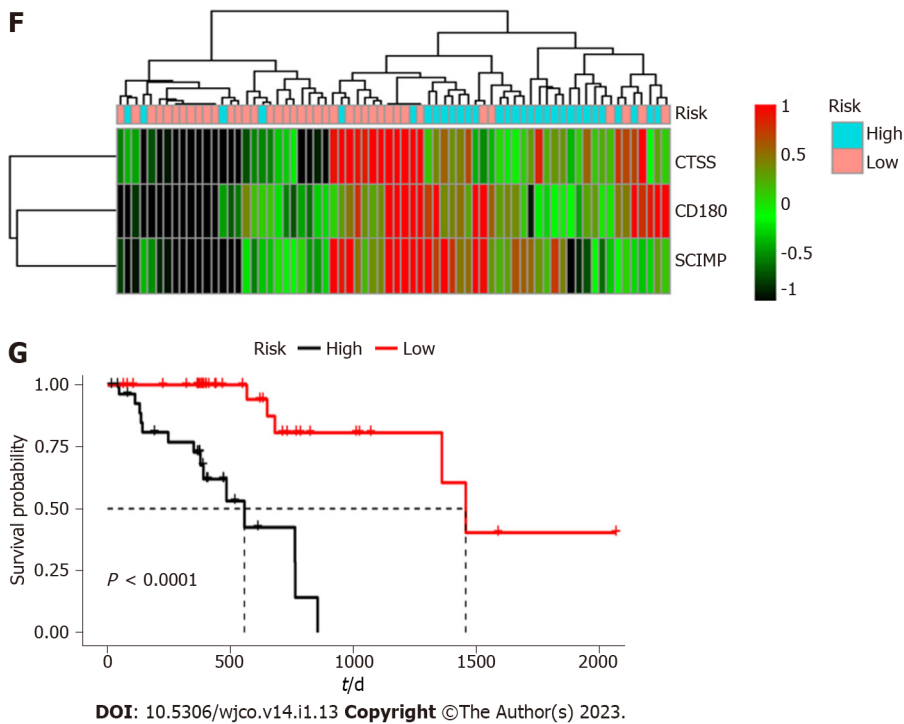 F
Risk
CTSS
CD180
SCIMP
1
0.5
0
-0.5
-1
Risk
High
Low
G
Risk High Low
Survival probability
1.00
0.75
0.50
0.25
0.00
P < 0.0001
0 500 1000 1500 2000
t/d
DOI: 10.5306/wjco.v14.i1.13 Copyright ©The Author(s) 2023.